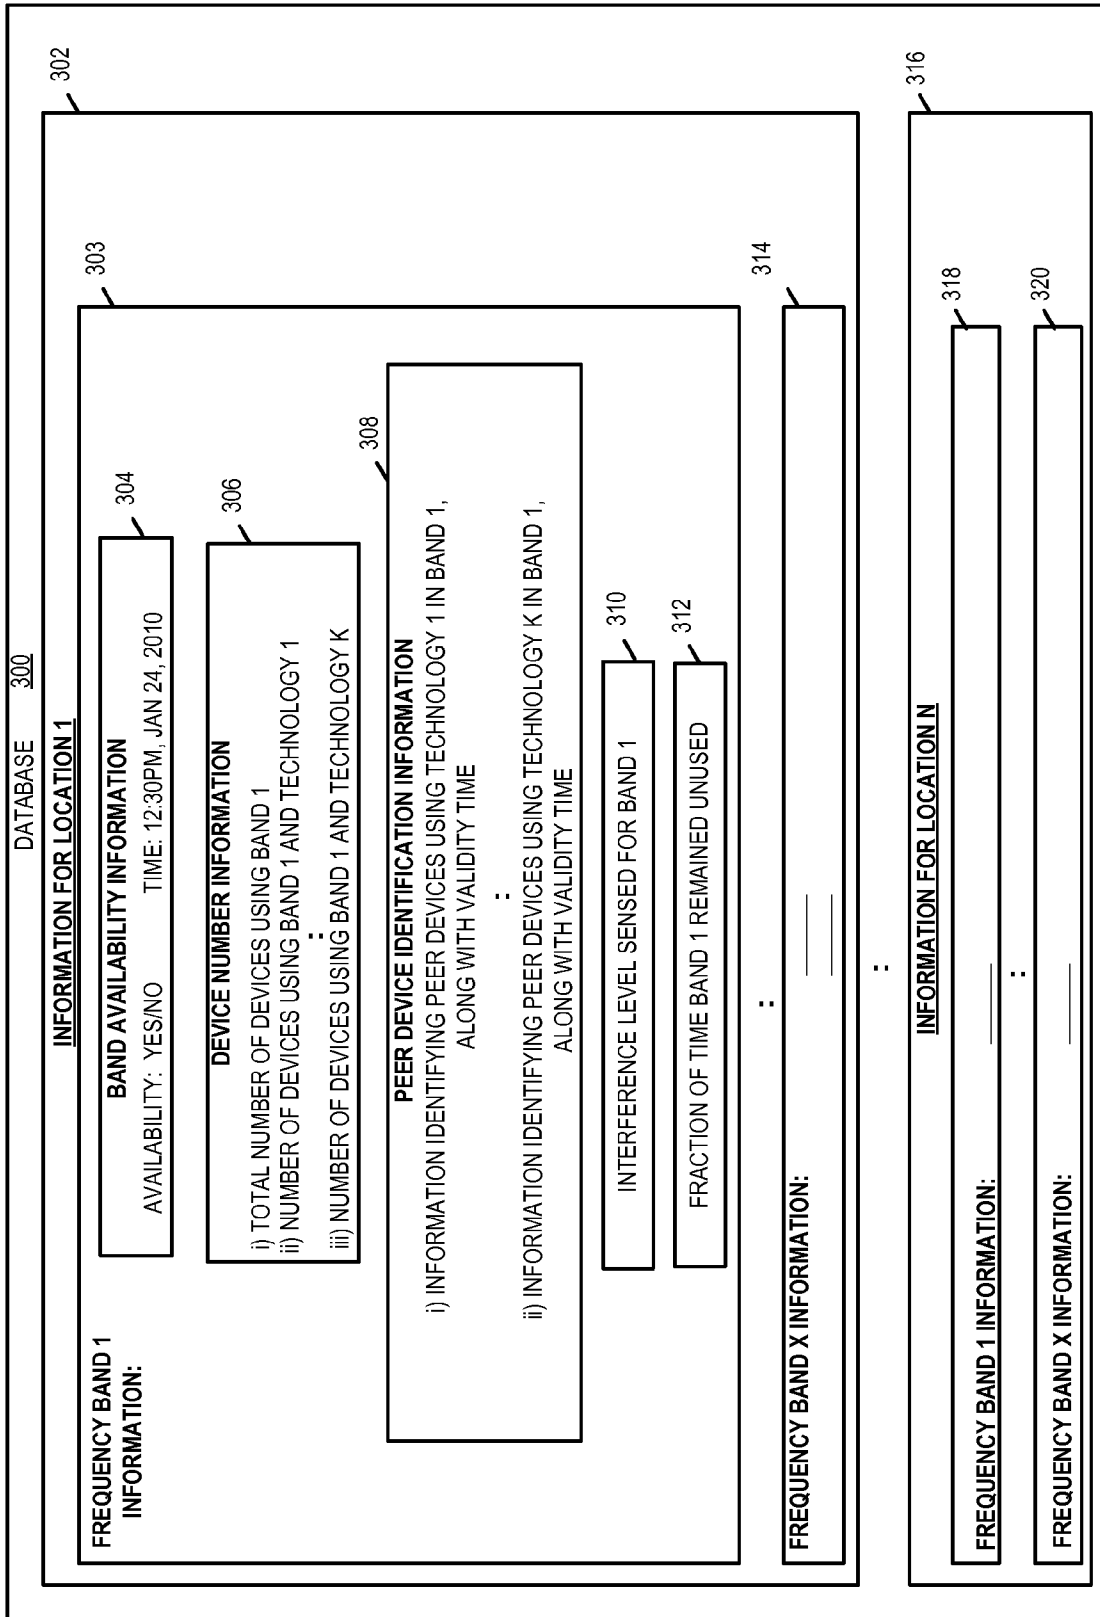 DATABASE 300
302
INFORMATION FOR LOCATION 1
303
FREQUENCY BAND 1
INFORMATION:
304
BAND AVAILABILITY INFORMATION
AVAILABILITY: YES/NO TIME: 12:30PM, JAN 24, 2010
306
DEVICE NUMBER INFORMATION
i) TOTAL NUMBER OF DEVICES USING BAND 1
ii) NUMBER OF DEVICES USING BAND 1 AND TECHNOLOGY 1
:
iii) NUMBER OF DEVICES USING BAND 1 AND TECHNOLOGY K
308
PEER DEVICE IDENTIFICATION INFORMATION
i) INFORMATION IDENTIFYING PEER DEVICES USING TECHNOLOGY 1 IN BAND 1,
ALONG WITH VALIDITY TIME
:
ii) INFORMATION IDENTIFYING PEER DEVICES USING TECHNOLOGY K IN BAND 1,
ALONG WITH VALIDITY TIME
310
INTERFERENCE LEVEL SENSED FOR BAND 1
312
FRACTION OF TIME BAND 1 REMAINED UNUSED
:
314
FREQUENCY BAND X INFORMATION:
:
316
INFORMATION FOR LOCATION N
318
FREQUENCY BAND 1 INFORMATION:
:
320
FREQUENCY BAND X INFORMATION: